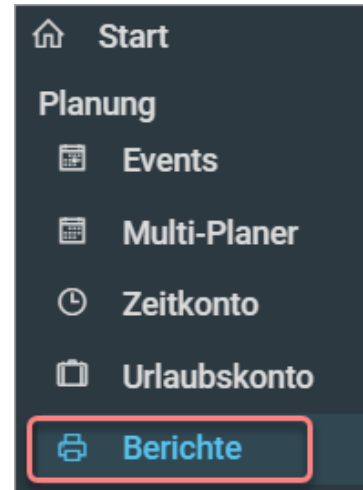 Start
Planung
Events
Multi-Planer
Zeitkonto
Urlaubskonto
Berichte